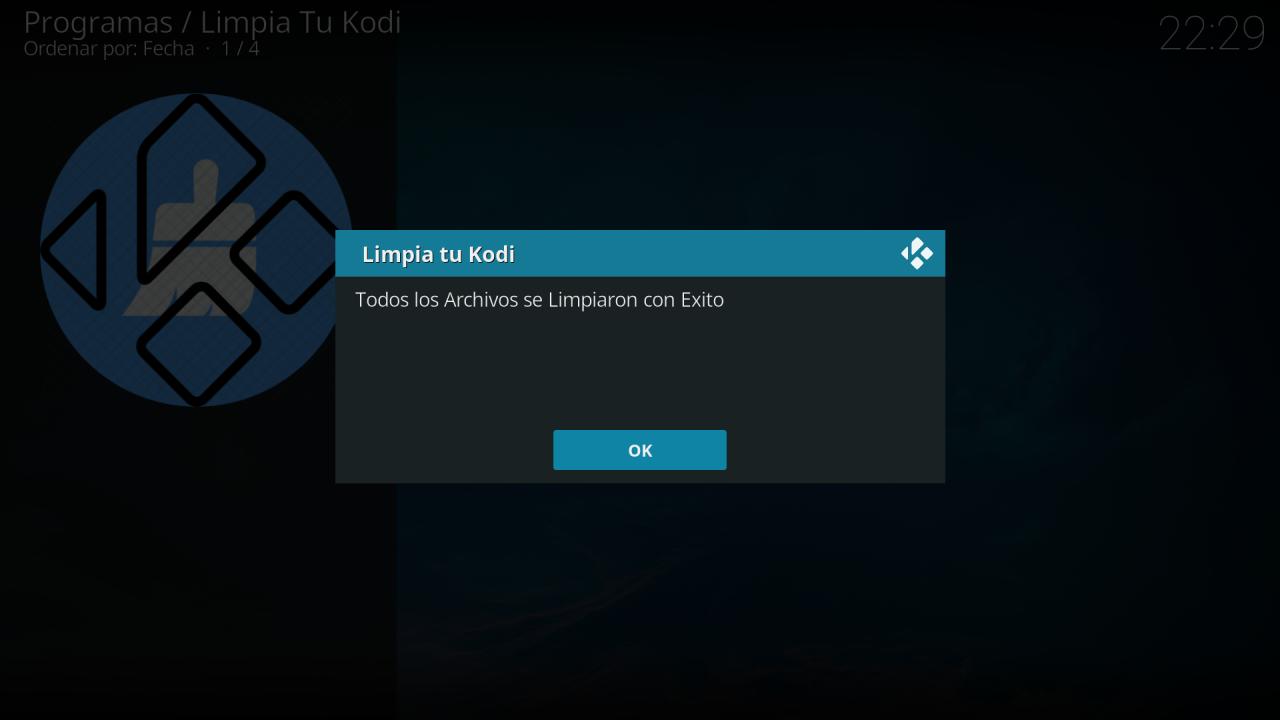 Programas / Limpia Tu Kodi
22:29
Ordenar por: Fecha · 1 / 4
Limpia tu Kodi
Todos los Archivos se Limpiaron con Exito
OK